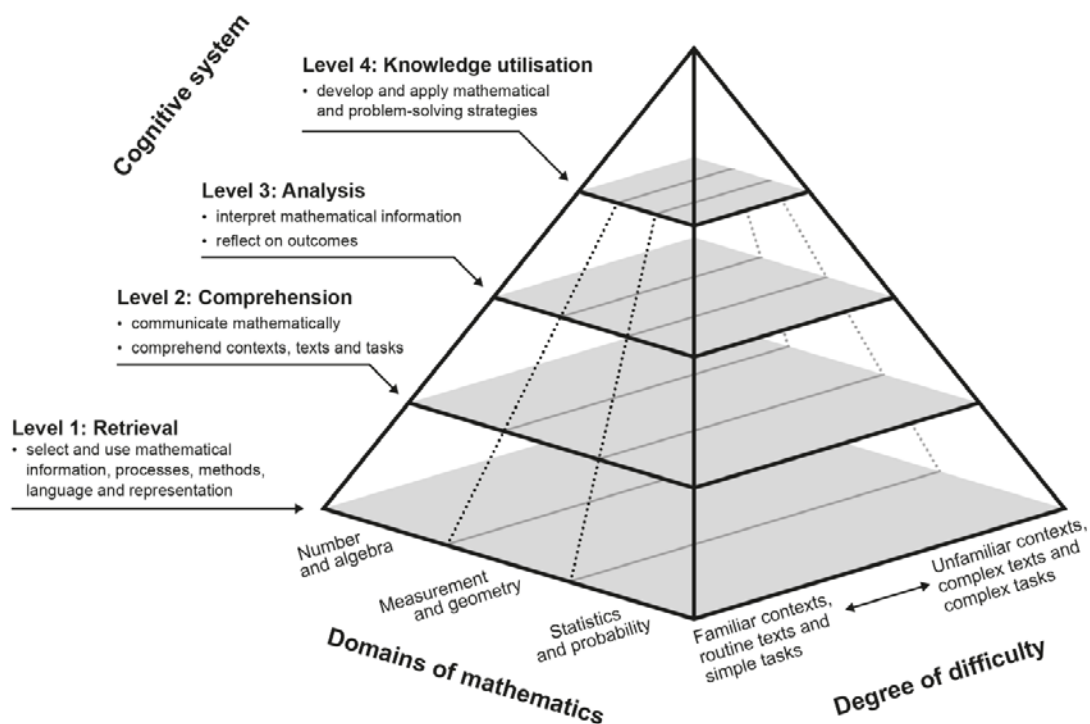 Cognitive system
Level 4: Knowledge utilisation
• develop and apply mathematical
and problem-solving strategies
Level 3: Analysis
• interpret mathematical information
• reflect on outcomes
Level 2: Comprehension
• communicate mathematically
• comprehend contexts, texts and tasks
Level 1: Retrieval
• select and use mathematical
information, processes, methods,
language and representation
Number
and algebra
Measurement
and geometry
Statistics
and probability
Domains of mathematics
Familiar contexts,
routine texts and
simple tasks
Unfamiliar contexts,
complex texts and
complex tasks
Degree of difficulty